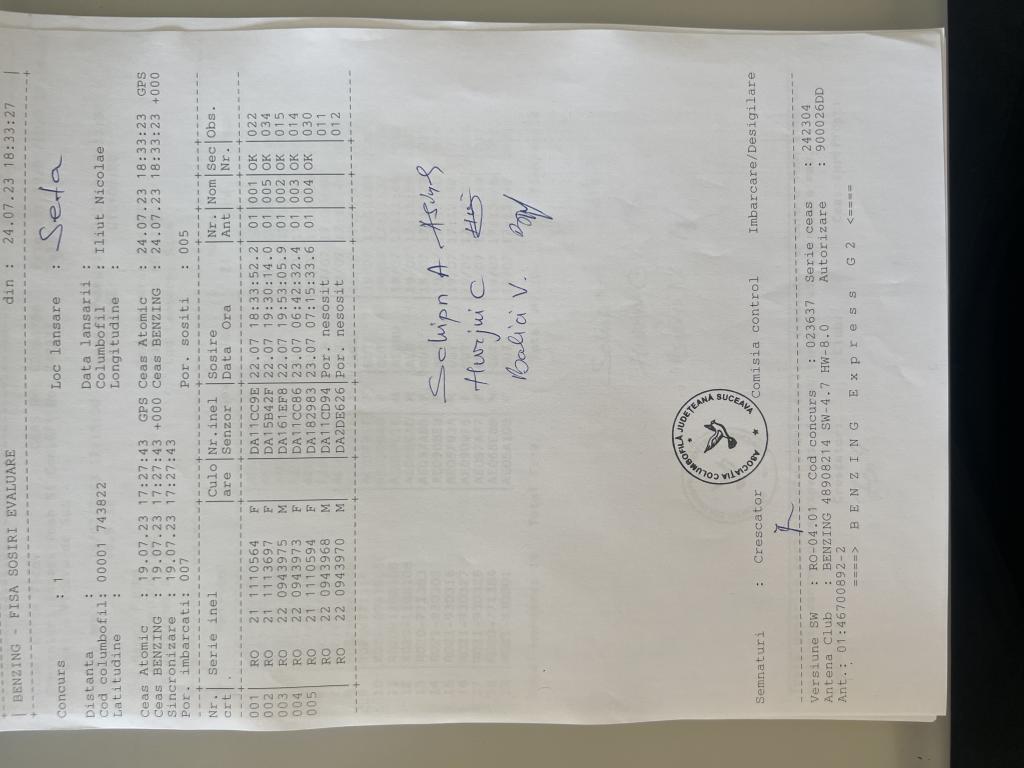 | BENZING - FISA SOSIRI EVALUARE din : 24.07.23 18:33:27 |
Concurs : 1 Loc lansare : Seta
Distanta : Data lansarii :
Cod columbofil: 00001 743822 Columbofil : Iliut Nicolae
Latitudine : Longitudine :
Ceas Atomic : 19.07.23 17:27:43 GPS Ceas Atomic : 24.07.23 18:33:23 GPS
Ceas BENZING : 19.07.23 17:27:43 +000 Ceas BENZING : 24.07.23 18:33:23 +000
Sincronizare : 19.07.23 17:27:43
Por. imbarcati: 007 Por. sositi : 005
Nr.| Serie inel |Culo|Nr.inel |Sosire |Nr.|Nom|Sec|Obs.
crt| |are |Senzor |Data Ora |Ant| |Nr.|
001 | RO 21 1110564 F | |DA11CC9E|22.07 18:33:52.2|01|001|OK |022
002 | RO 21 1113697 F | |DA15B42F|22.07 19:30:14.0|01|005|OK |034
003 | RO 22 0943975 M | |DA161EF8|22.07 19:53:05.9|01|002|OK |015
004 | RO 22 0943973 F | |DA11CC86|23.07 06:42:32.4|01|003|OK |014
005 | RO 21 1110594 F | |DA182983|23.07 07:15:33.6|01|004|OK |030
RO 22 0943968 M | |DA11CD94|Por. nesosit |011
RO 22 0943970 M | |DA2DE626|Por. nesosit |012
Schipn A
Hurjui C
Balici V.
ASOCIAȚIA COLUMBOFILĂ JUDEȚEANĂ SUCEAVA
Semnaturi : Crescator Comisia control Imbarcare/Desigilare
Versiune SW : RO-04.01 Cod concurs : 023637 Serie ceas : 242304
Antena Club : BENZING 48908214 SW-4.7 HW-8.0 Autorizare : 900026DD
Ant.: 01:46700892-2
====> B E N Z I N G E x p r e s s G 2 <====